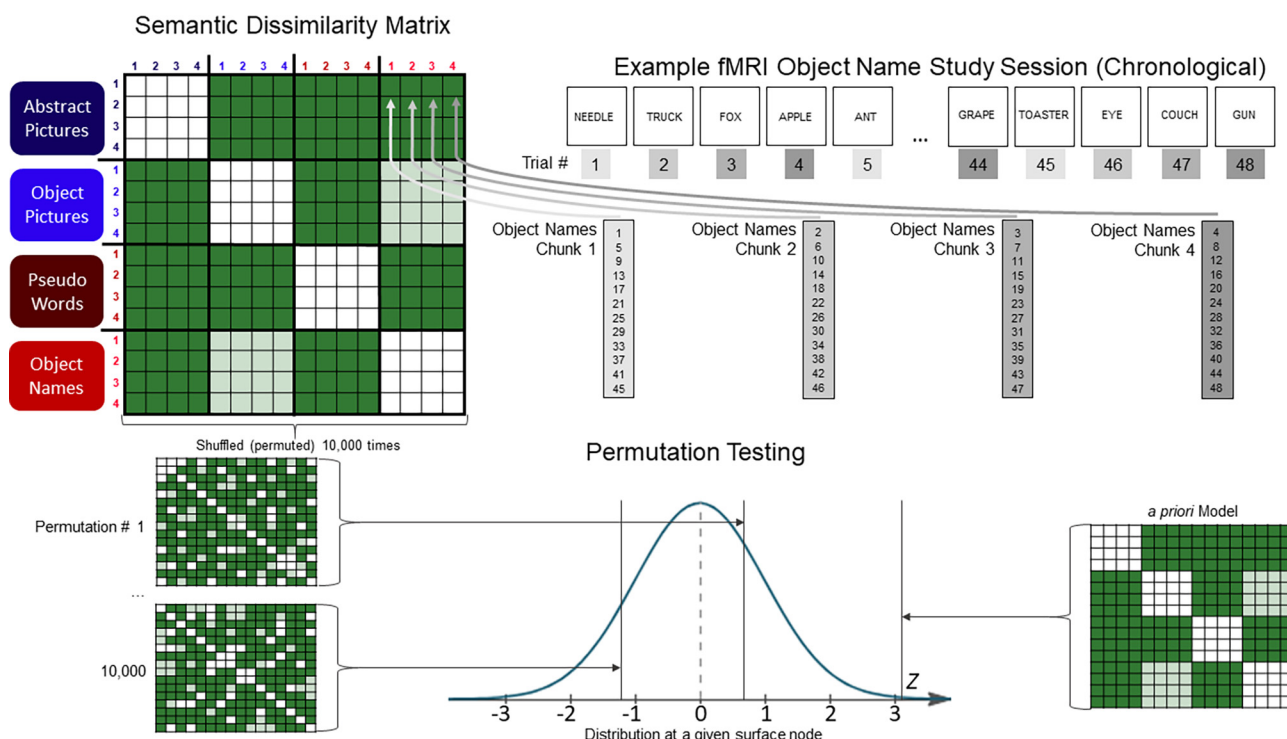 Semantic Dissimilarity Matrix
1 2 3 4 1 2 3 4 1 2 3 4 1 2 3 4
Abstract
Pictures
1
2
3
4
Object
Pictures
1
2
3
4
Pseudo
Words
1
2
3
4
Object
Names
1
2
3
4
Example fMRI Object Name Study Session (Chronological)
NEEDLE TRUCK FOX APPLE ANT ... GRAPE TOASTER EYE COUCH GUN
Trial # 1 2 3 4 5 44 45 46 47 48
Object Names
Chunk 1
1
5
9
13
17
21
25
29
33
37
41
45
Object Names
Chunk 2
2
6
10
14
18
22
26
30
34
38
42
46
Object Names
Chunk 3
3
7
11
15
19
23
27
31
35
39
43
47
Object Names
Chunk 4
4
8
12
16
20
24
28
32
36
40
44
48
Shuffled (permuted) 10,000 times
Permutation # 1
...
10,000
Permutation Testing
-3 -2 -1 0 1 2 3
Z
Distribution at a given surface node
a priori Model